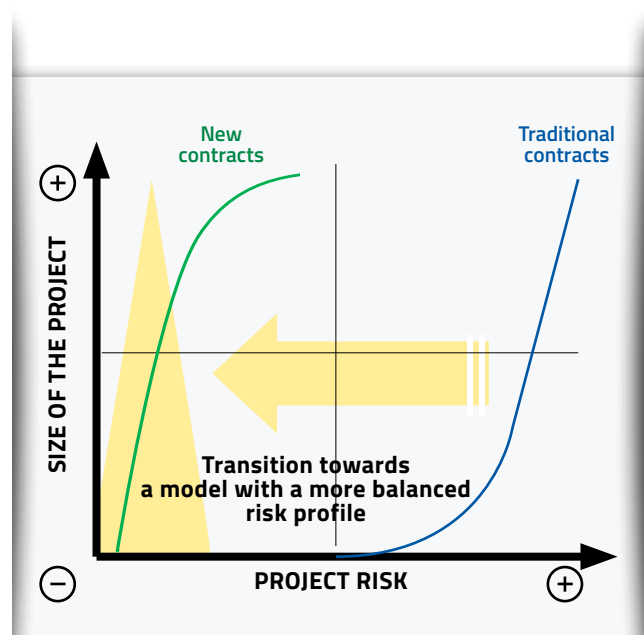 New
contracts
Traditional
contracts
+
SIZE OF THE PROJECT
Transition towards
a model with a more balanced
risk profile
−
PROJECT RISK
+